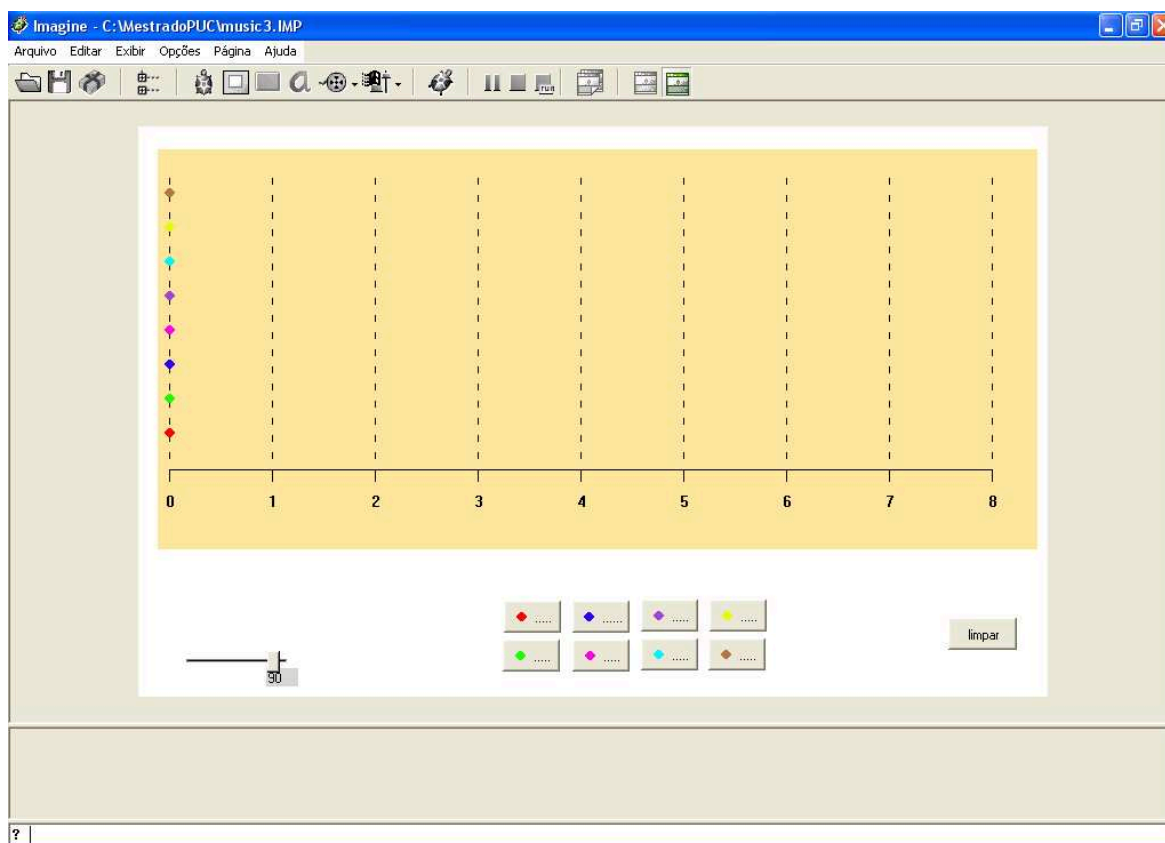 Imagine - C:\MestradoPUC\music3.IMP
Arquivo Editar Exibir Opções Página Ajuda
run
0 1 2 3 4 5 6 7 8
..... ...... ..... .....
limpar
..... ..... ..... .....
90
?